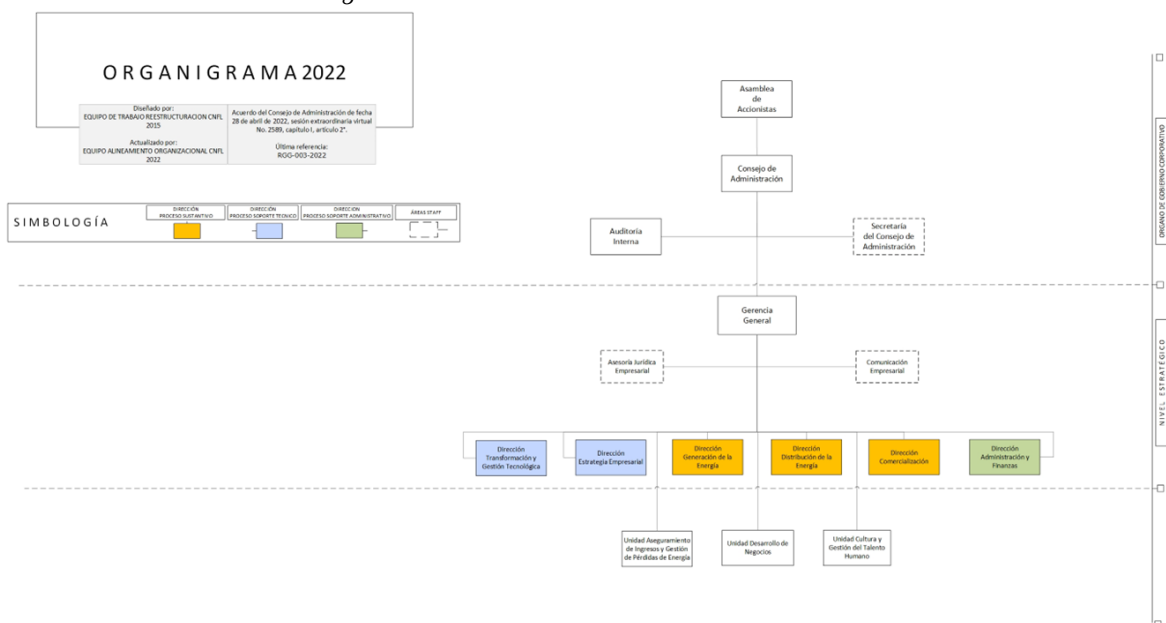 ORGANIGRAMA 2022
Diseñado por:
EQUIPO DE TRABAJO REESTRUCTURACION CNFL
2015
Actualizado por:
EQUIPO ALINEAMIENTO ORGANIZACIONAL CNFL
2022
Acuerdo del Consejo de Administración de fecha
28 de abril de 2022, sesión extraordinaria virtual
No. 2589, capítulo I, artículo 2°.
Última referencia:
RGG-003-2022
SIMBOLOGÍA
DIRECCIÓN
PROCESO SUSTANTIVO
DIRECCIÓN
PROCESO SOPORTE TECNICO
DIRECCION
PROCESO SOPORTE ADMINISTRATIVO
ÁREAS STAFF
Asamblea
de
Accionistas
Consejo de
Administración
Auditoría
Interna
Secretaría
del Consejo de
Administración
ORGANO DE GOBIERNO CORPORATIVO
Gerencia
General
Asesoría Jurídica
Empresarial
Comunicación
Empresarial
NIVEL ESTRATÉGICO
Dirección
Transformación y
Gestión Tecnológica
Dirección
Estrategia Empresarial
Dirección
Generación de la
Energía
Dirección
Distribución de la
Energía
Dirección
Comercialización
Dirección
Administración y
Finanzas
Unidad Aseguramiento
de Ingresos y Gestión
de Pérdidas de Energía
Unidad Desarrollo de
Negocios
Unidad Cultura y
Gestión del Talento
Humano